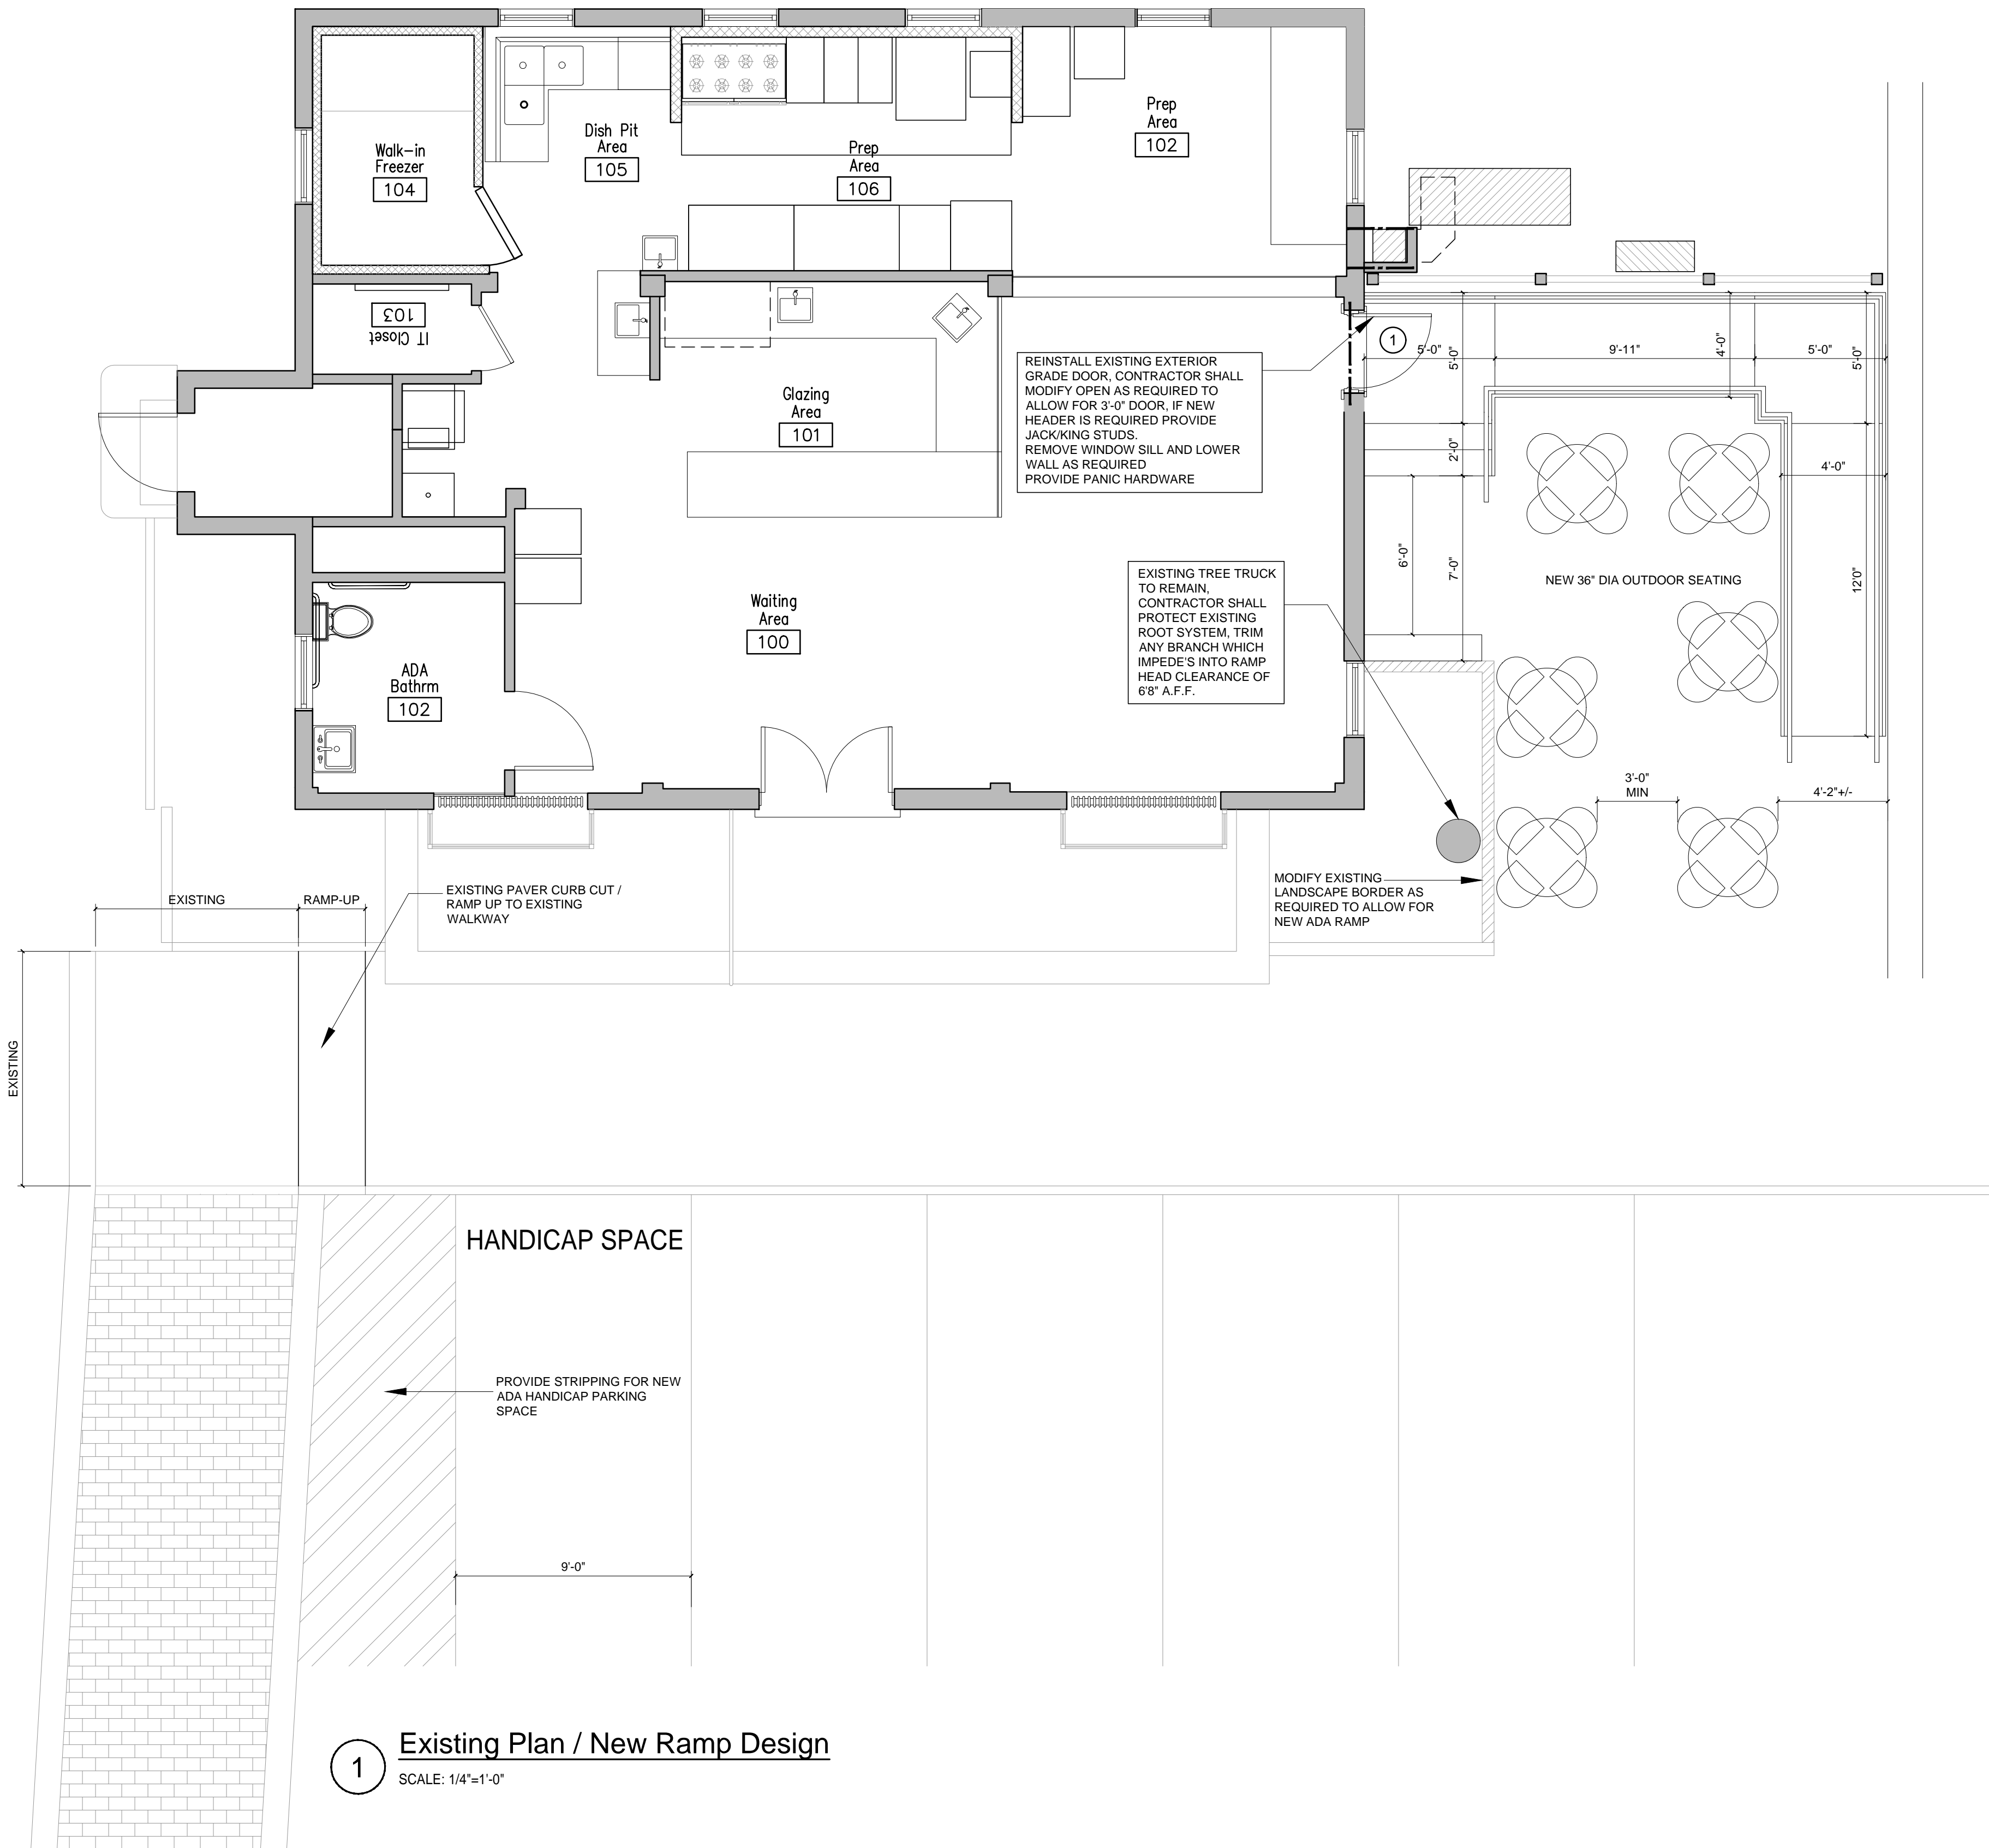 Walk-in
Freezer
104
Dish Pit
Area
105
Prep
Area
106
Prep
Area
102
103
IT Closet
Glazing
Area
101
REINSTALL EXISTING EXTERIOR
GRADE DOOR, CONTRACTOR SHALL
MODIFY OPEN AS REQUIRED TO
ALLOW FOR 3'-0" DOOR, IF NEW
HEADER IS REQUIRED PROVIDE
JACK/KING STUDS.
REMOVE WINDOW SILL AND LOWER
WALL AS REQUIRED
PROVIDE PANIC HARDWARE
1
5'-0"
5'-0"
9'-11"
4'-0"
5'-0"
5'-0"
2'-0"
4'-0"
6'-0"
7'-0"
NEW 36" DIA OUTDOOR SEATING
12'0"
EXISTING TREE TRUCK
TO REMAIN,
CONTRACTOR SHALL
PROTECT EXISTING
ROOT SYSTEM, TRIM
ANY BRANCH WHICH
IMPEDE'S INTO RAMP
HEAD CLEARANCE OF
6'8" A.F.F.
Waiting
Area
100
ADA
Bathrm
102
3'-0"
MIN
4'-2"+/-
EXISTING
RAMP-UP
EXISTING PAVER CURB CUT /
RAMP UP TO EXISTING
WALKWAY
MODIFY EXISTING
LANDSCAPE BORDER AS
REQUIRED TO ALLOW FOR
NEW ADA RAMP
EXISTING
HANDICAP SPACE
PROVIDE STRIPPING FOR NEW
ADA HANDICAP PARKING
SPACE
9'-0"
1
Existing Plan / New Ramp Design
SCALE: 1/4"=1'-0"